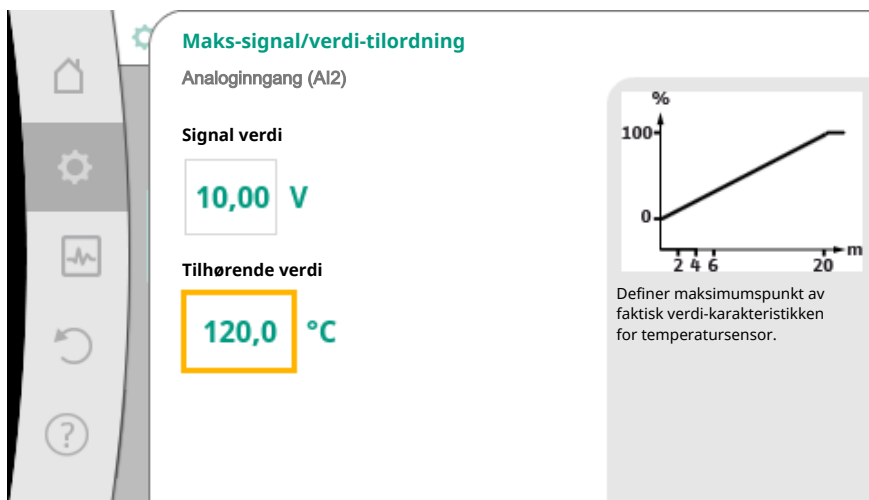 Maks-signal/verdi-tilordning
Analoginngang (AI2)
Signal verdi
10,00 V
Tilhørende verdi
120,0 °C
%
100
0
2 4 6 20 m
Definer maksimumspunkt av
faktisk verdi-karakteristikken
for temperatursensor.
?